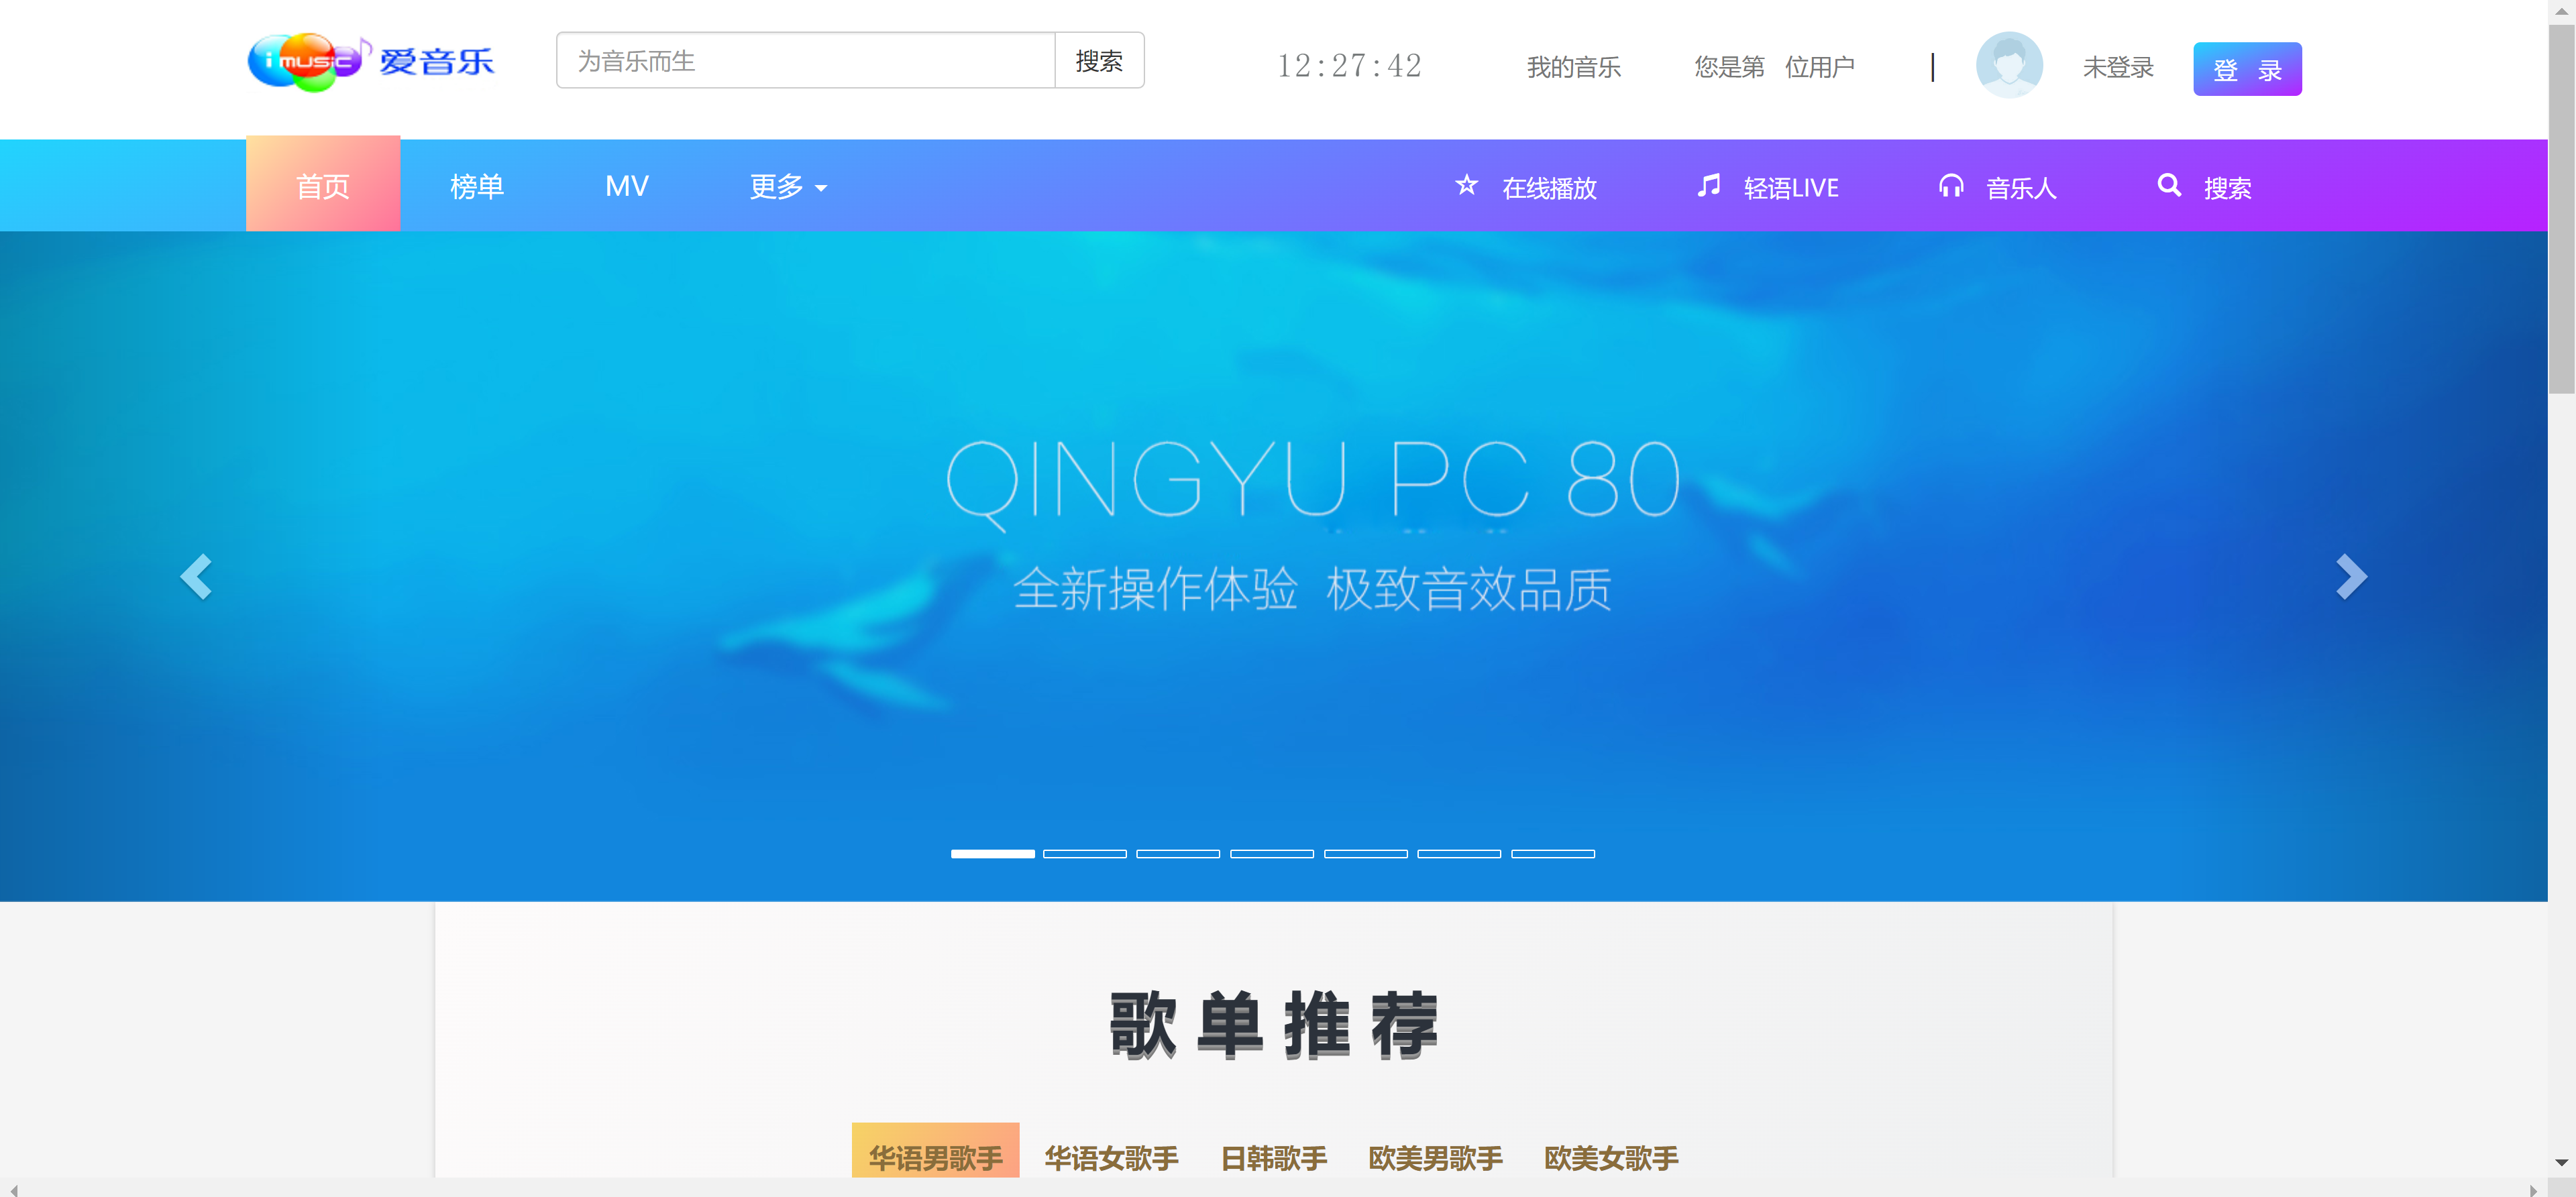 imusic 爱音乐
为音乐而生 搜索
12:27:42 我的音乐 您是第 位用户 | 未登录 登 录
首页 榜单 MV 更多 在线播放 轻语LIVE 音乐人 搜索
QINGYU PC 80
全新操作体验 极致音效品质
歌单推荐
华语男歌手 华语女歌手 日韩歌手 欧美男歌手 欧美女歌手